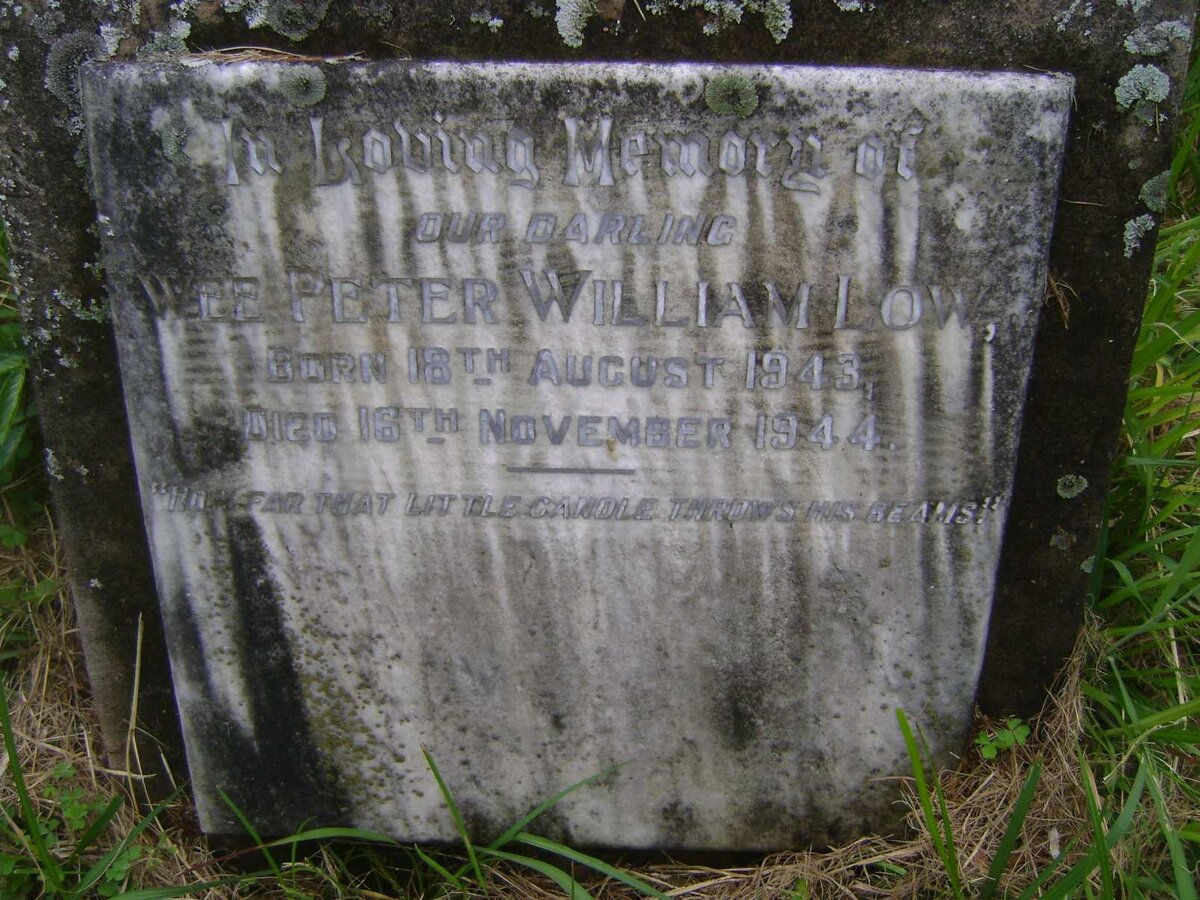 In Loving Memory of
OUR DARLING
WEE PETER WILLIAM LOW,
BORN 18TH AUGUST 1943,
DIED 16TH NOVEMBER 1944.
"HOW FAR THAT LITTLE CANDLE THROWS HIS BEAMS!"